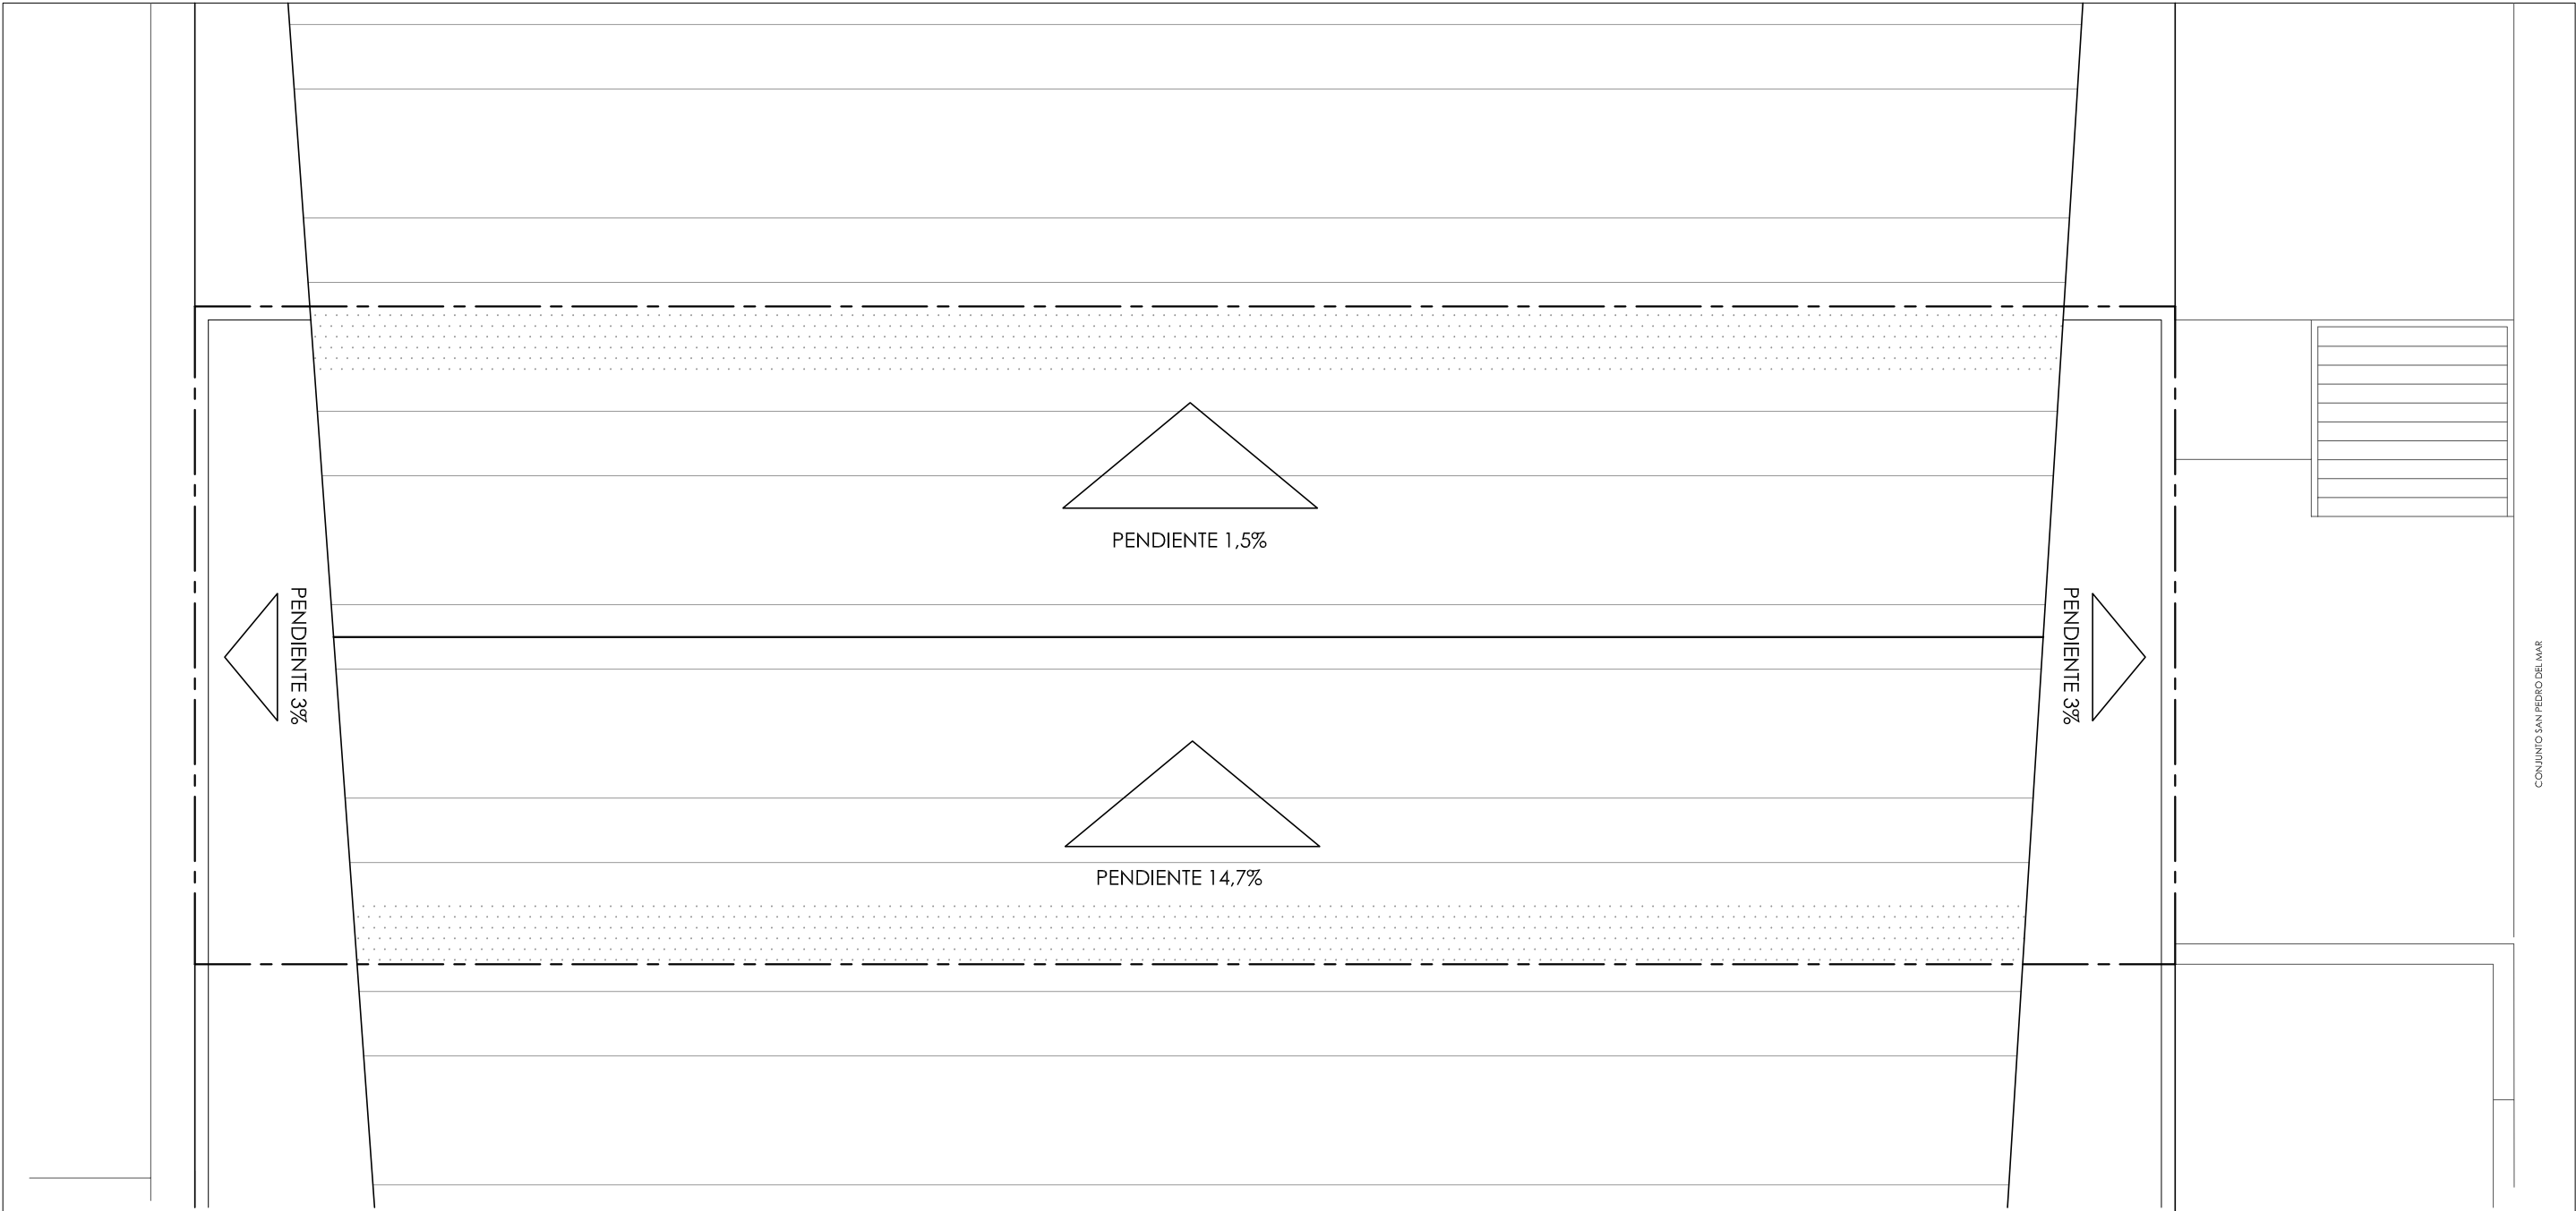 PENDIENTE 1,5%
PENDIENTE 3%
PENDIENTE 3%
CONJUNTO SAN PEDRO DEL MAR
PENDIENTE 14,7%